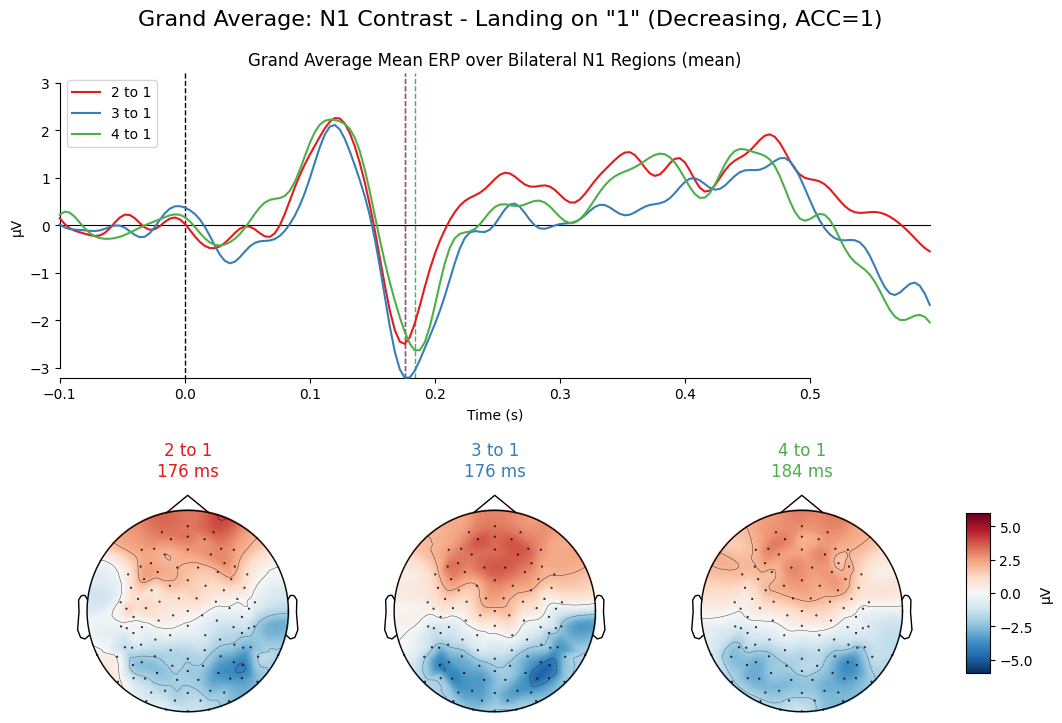 Grand Average: N1 Contrast - Landing on "1" (Decreasing, ACC=1)
Grand Average Mean ERP over Bilateral N1 Regions (mean)
2 to 1
3 to 1
4 to 1
3
2
1
0
−1
−2
−3
µV
−0.1 0.0 0.1 0.2 0.3 0.4 0.5
Time (s)
2 to 1 3 to 1 4 to 1
176 ms 176 ms 184 ms
5.0
2.5
0.0
−2.5
−5.0
µV